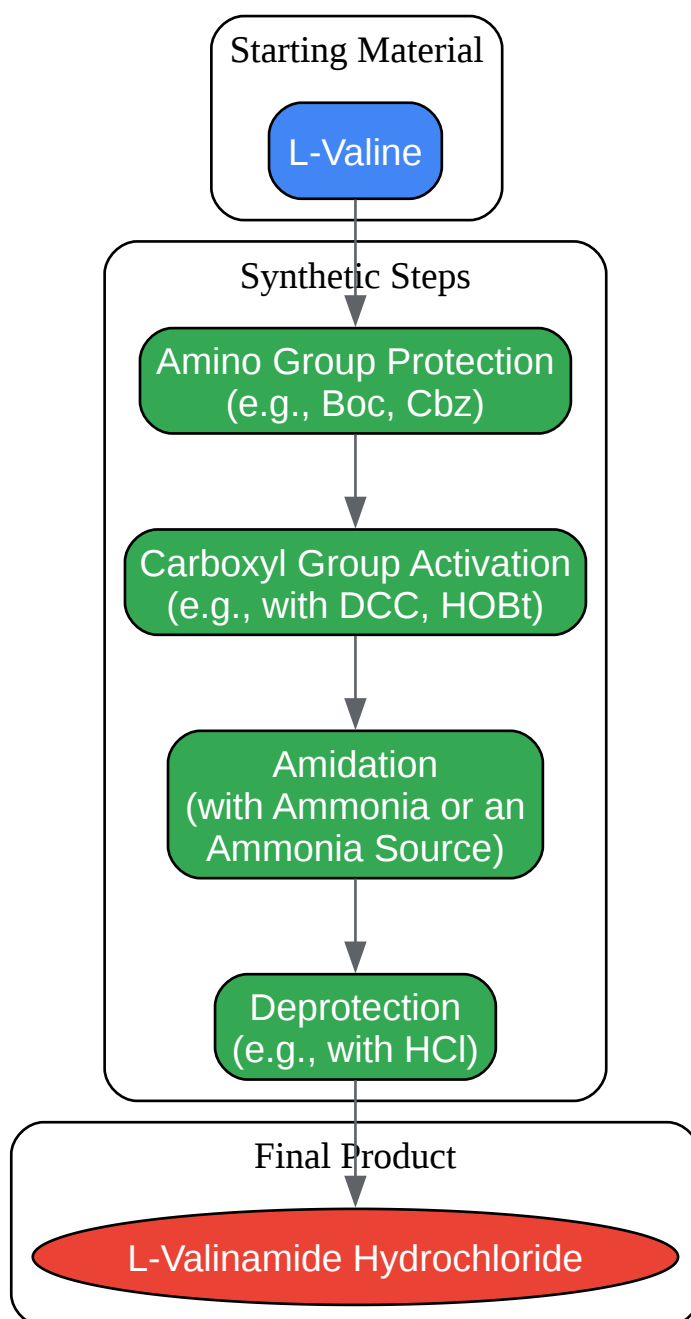 Starting Material
L-Valine
Synthetic Steps
Amino Group Protection
(e.g., Boc, Cbz)
Carboxyl Group Activation
(e.g., with DCC, HOBt)
Amidation
(with Ammonia or an
Ammonia Source)
Deprotection
(e.g., with HCl)
Final Product
L-Valinamide Hydrochloride